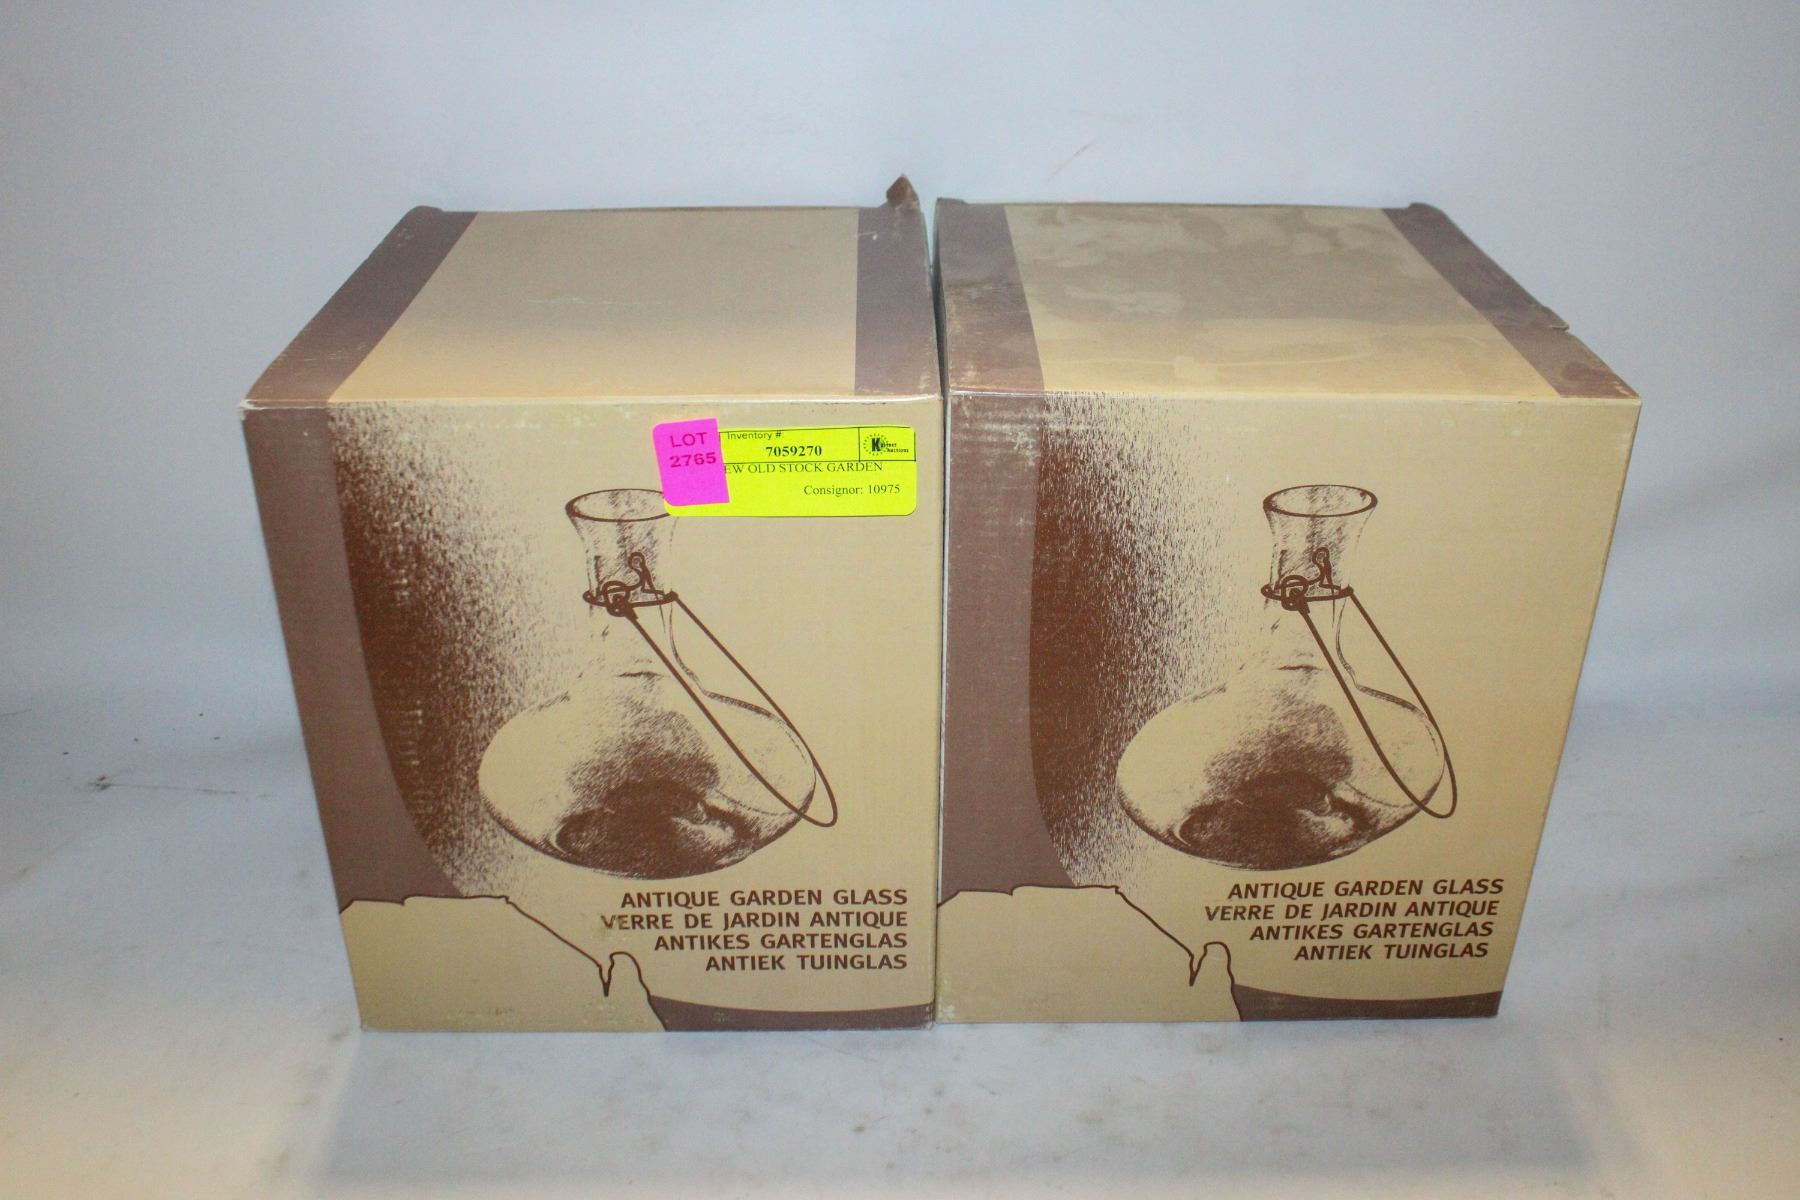 LOT
2765
Inventory #
7059270
OLD STOCK GARDEN
Consignor: 10975
ANTIQUE GARDEN GLASS
VERRE DE JARDIN ANTIQUE
ANTIKES GARTENGLAS
ANTIEK TUINGLAS
ANTIQUE GARDEN GLASS
VERRE DE JARDIN ANTIQUE
ANTIKES GARTENGLAS
ANTIEK TUINGLAS